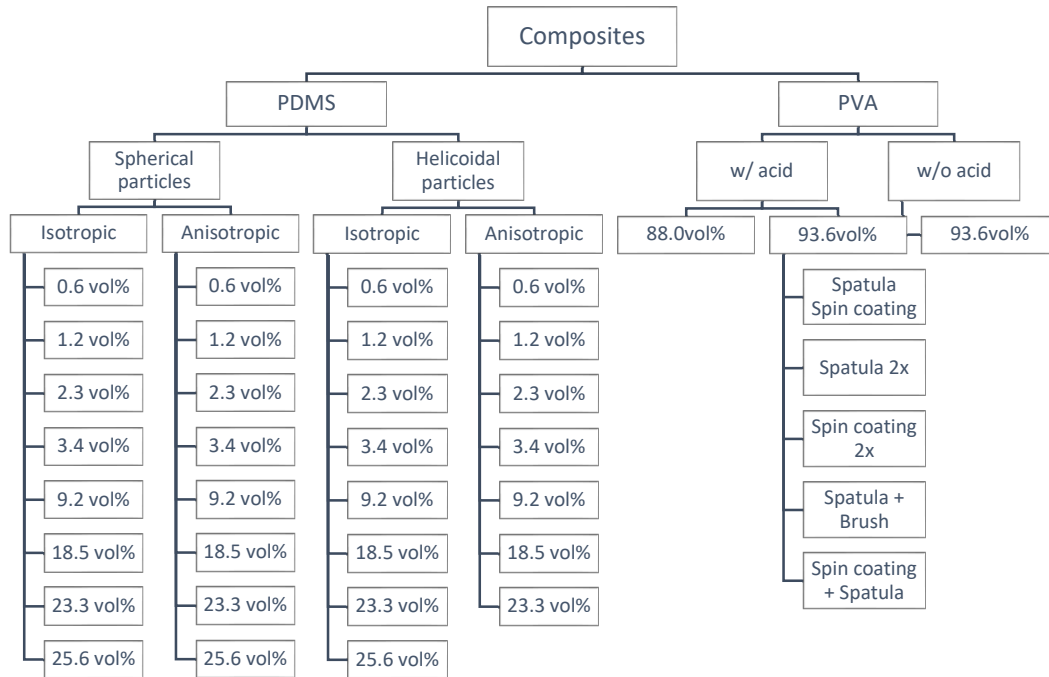 Composites
PDMS
PVA
Spherical
particles
Helicoidal
particles
w/ acid
w/o acid
Isotropic
Anisotropic
Isotropic
Anisotropic
88.0vol%
93.6vol%
93.6vol%
0.6 vol%
1.2 vol%
2.3 vol%
3.4 vol%
9.2 vol%
18.5 vol%
23.3 vol%
25.6 vol%
0.6 vol%
1.2 vol%
2.3 vol%
3.4 vol%
9.2 vol%
18.5 vol%
23.3 vol%
25.6 vol%
0.6 vol%
1.2 vol%
2.3 vol%
3.4 vol%
9.2 vol%
18.5 vol%
23.3 vol%
25.6 vol%
0.6 vol%
1.2 vol%
2.3 vol%
3.4 vol%
9.2 vol%
18.5 vol%
23.3 vol%
Spatula
Spin coating
Spatula 2x
Spin coating
2x
Spatula +
Brush
Spin coating
+ Spatula